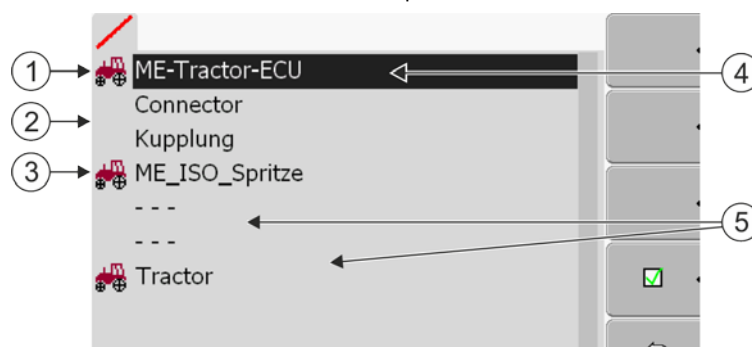 1 ME-Tractor-ECU 4
Connector
2
Kupplung
3 ME_ISO_Spritze
- - -
5
- - -
Tractor